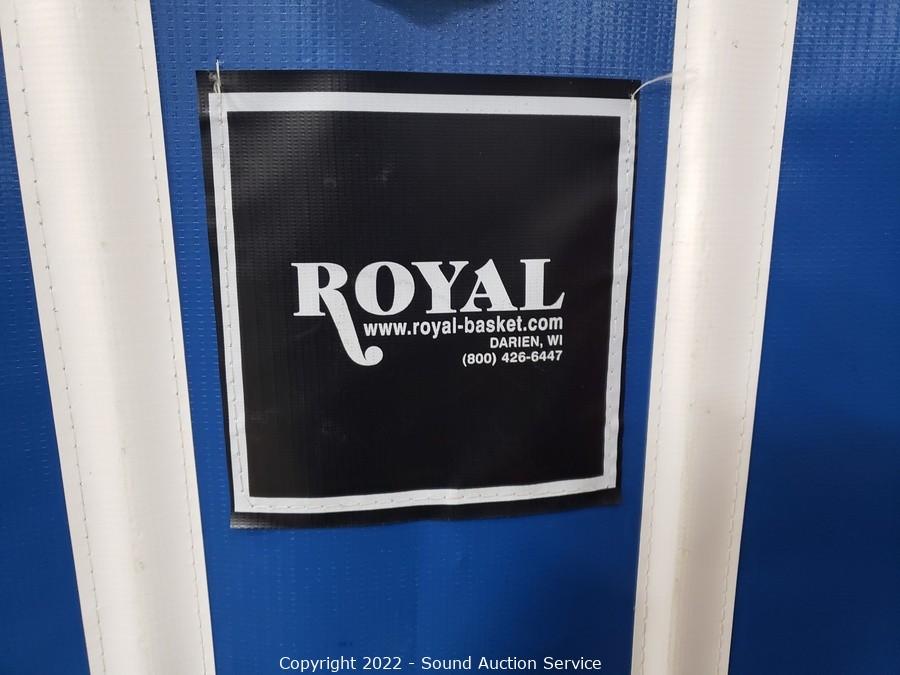 ROYAL
www.royal-basket.com
DARIEN, WI
(800) 426-6447
Copyright 2022 - Sound Auction Service